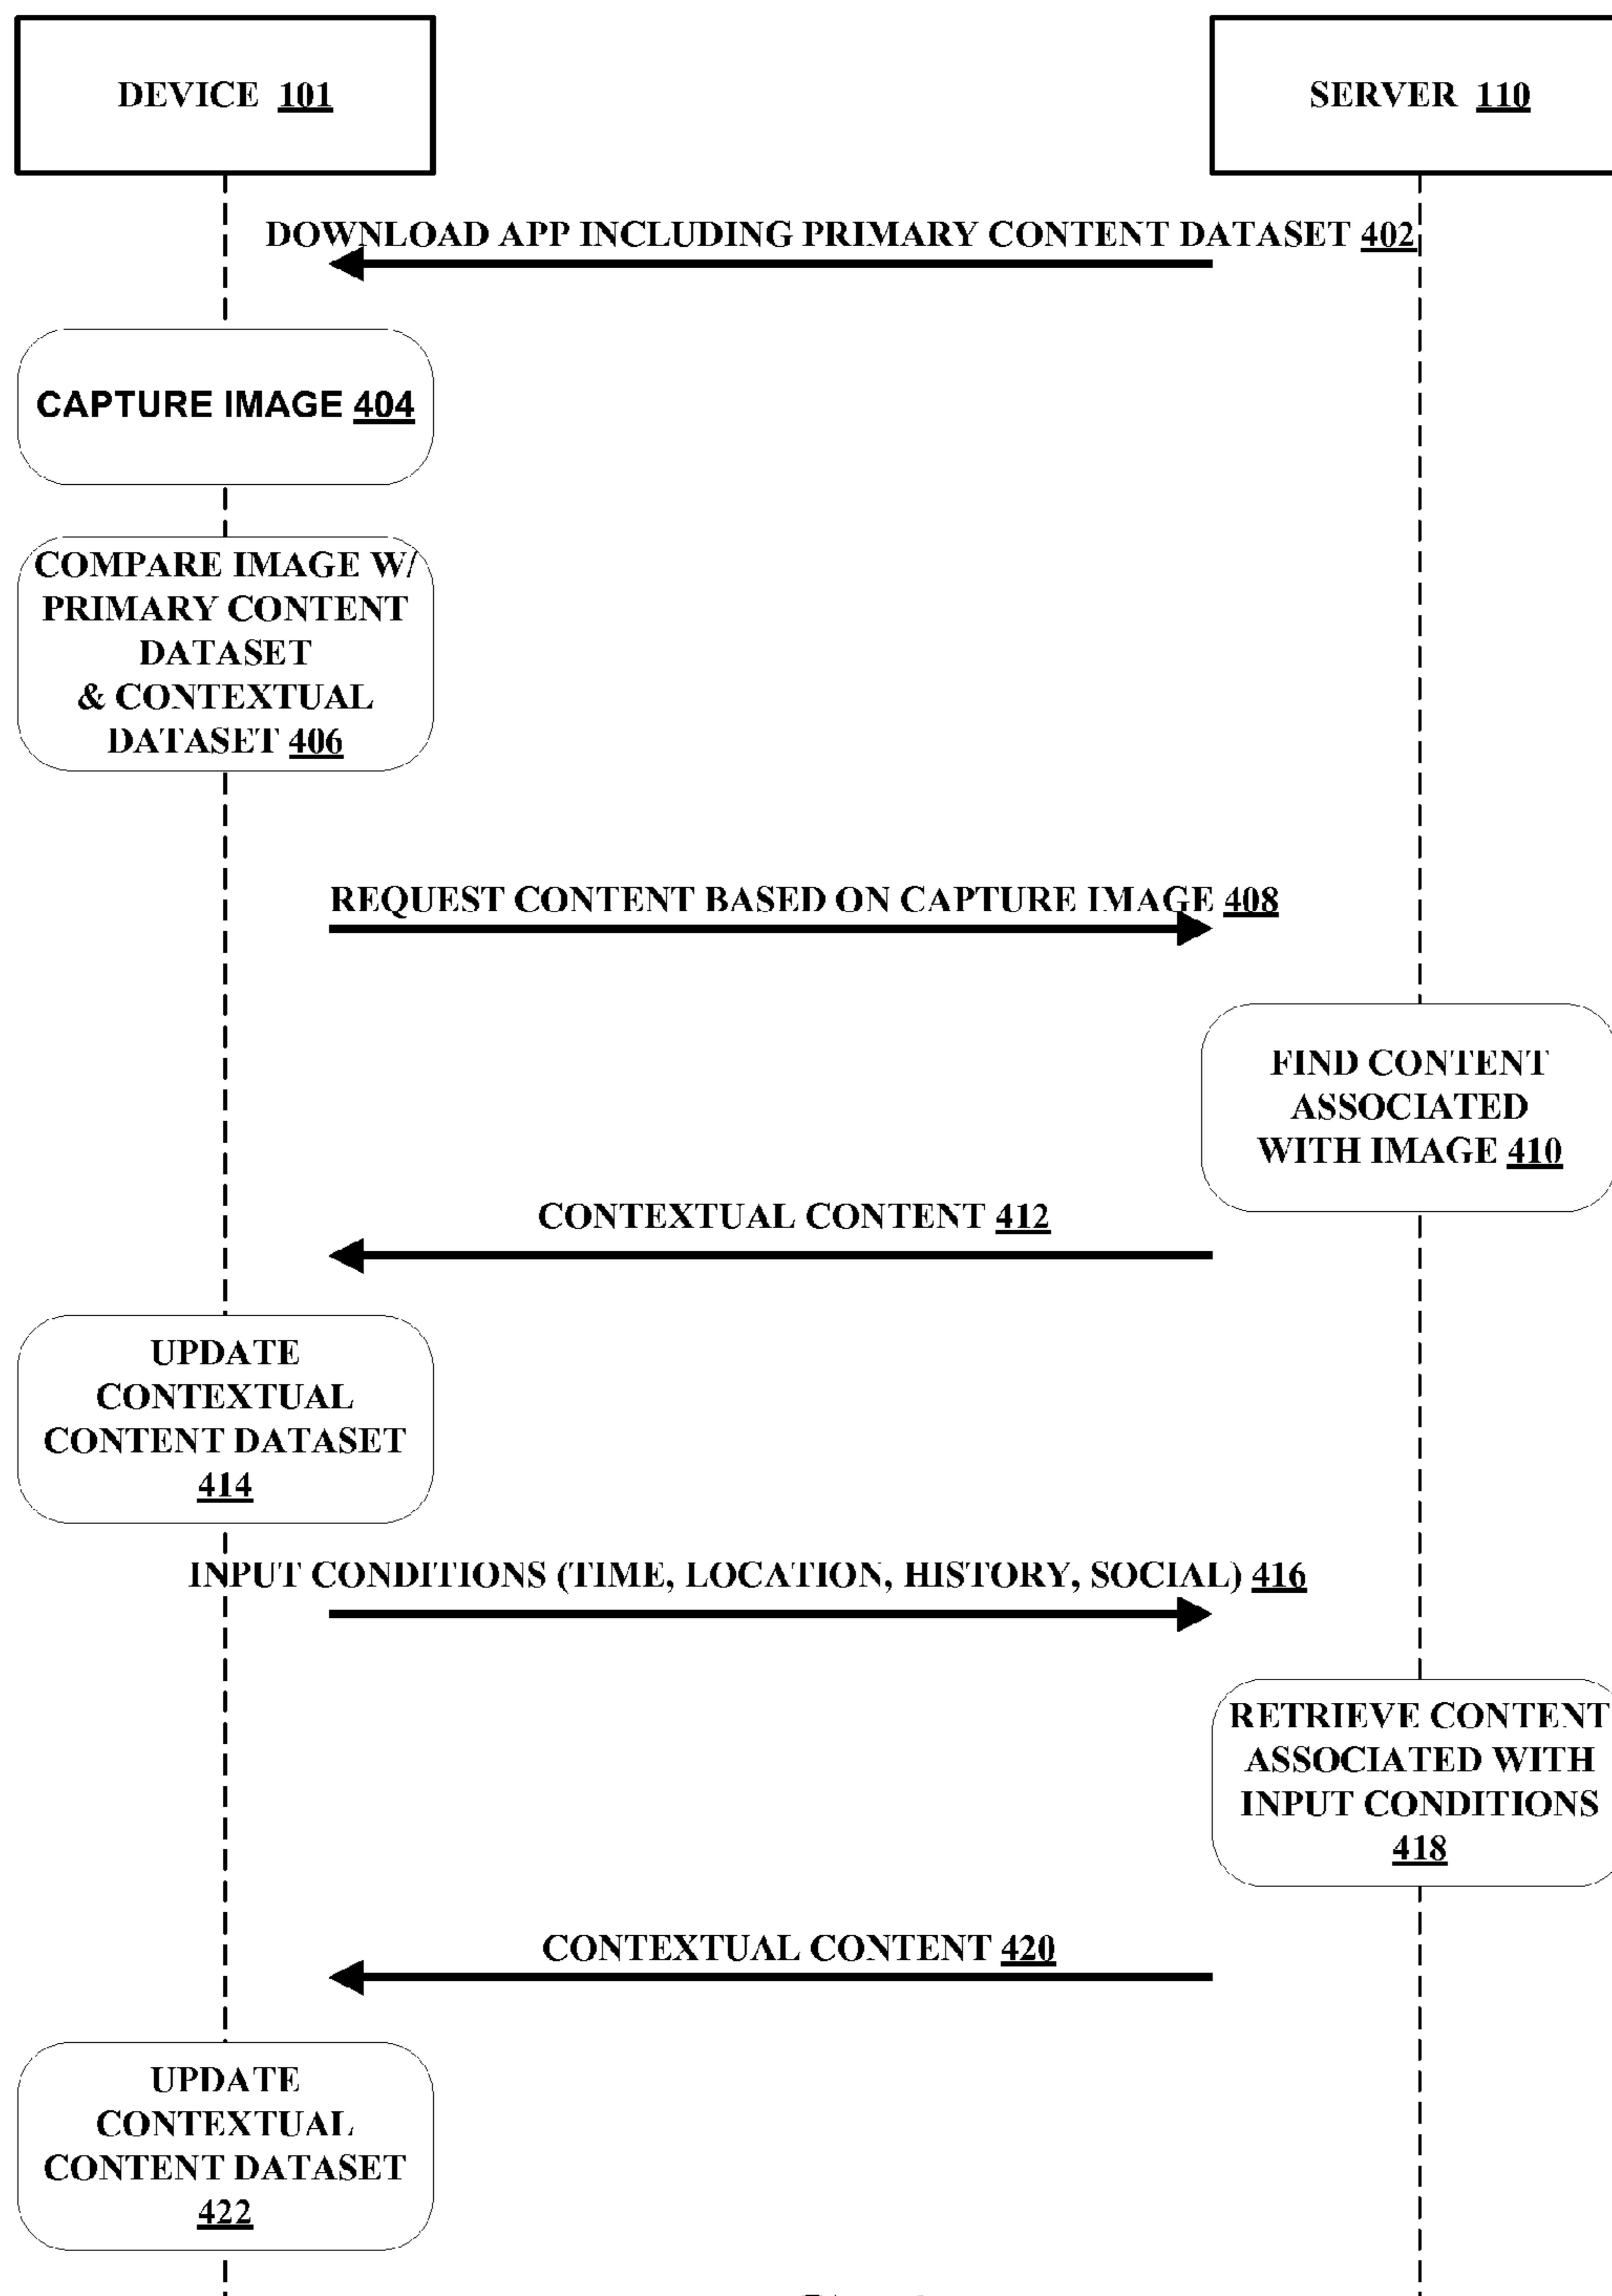 DEVICE 101
SERVER 110
DOWNLOAD APP INCLUDING PRIMARY CONTENT DATASET 402
CAPTURE IMAGE 404
COMPARE IMAGE W/
PRIMARY CONTENT
DATASET
& CONTEXTUAL
DATASET 406
REQUEST CONTENT BASED ON CAPTURE IMAGE 408
FIND CONTENT
ASSOCIATED
WITH IMAGE 410
CONTEXTUAL CONTENT 412
UPDATE
CONTEXTUAL
CONTENT DATASET
414
INPUT CONDITIONS (TIME, LOCATION, HISTORY, SOCIAL) 416
RETRIEVE CONTENT
ASSOCIATED WITH
INPUT CONDITIONS
418
CONTEXTUAL CONTENT 420
UPDATE
CONTEXTUAL
CONTENT DATASET
422